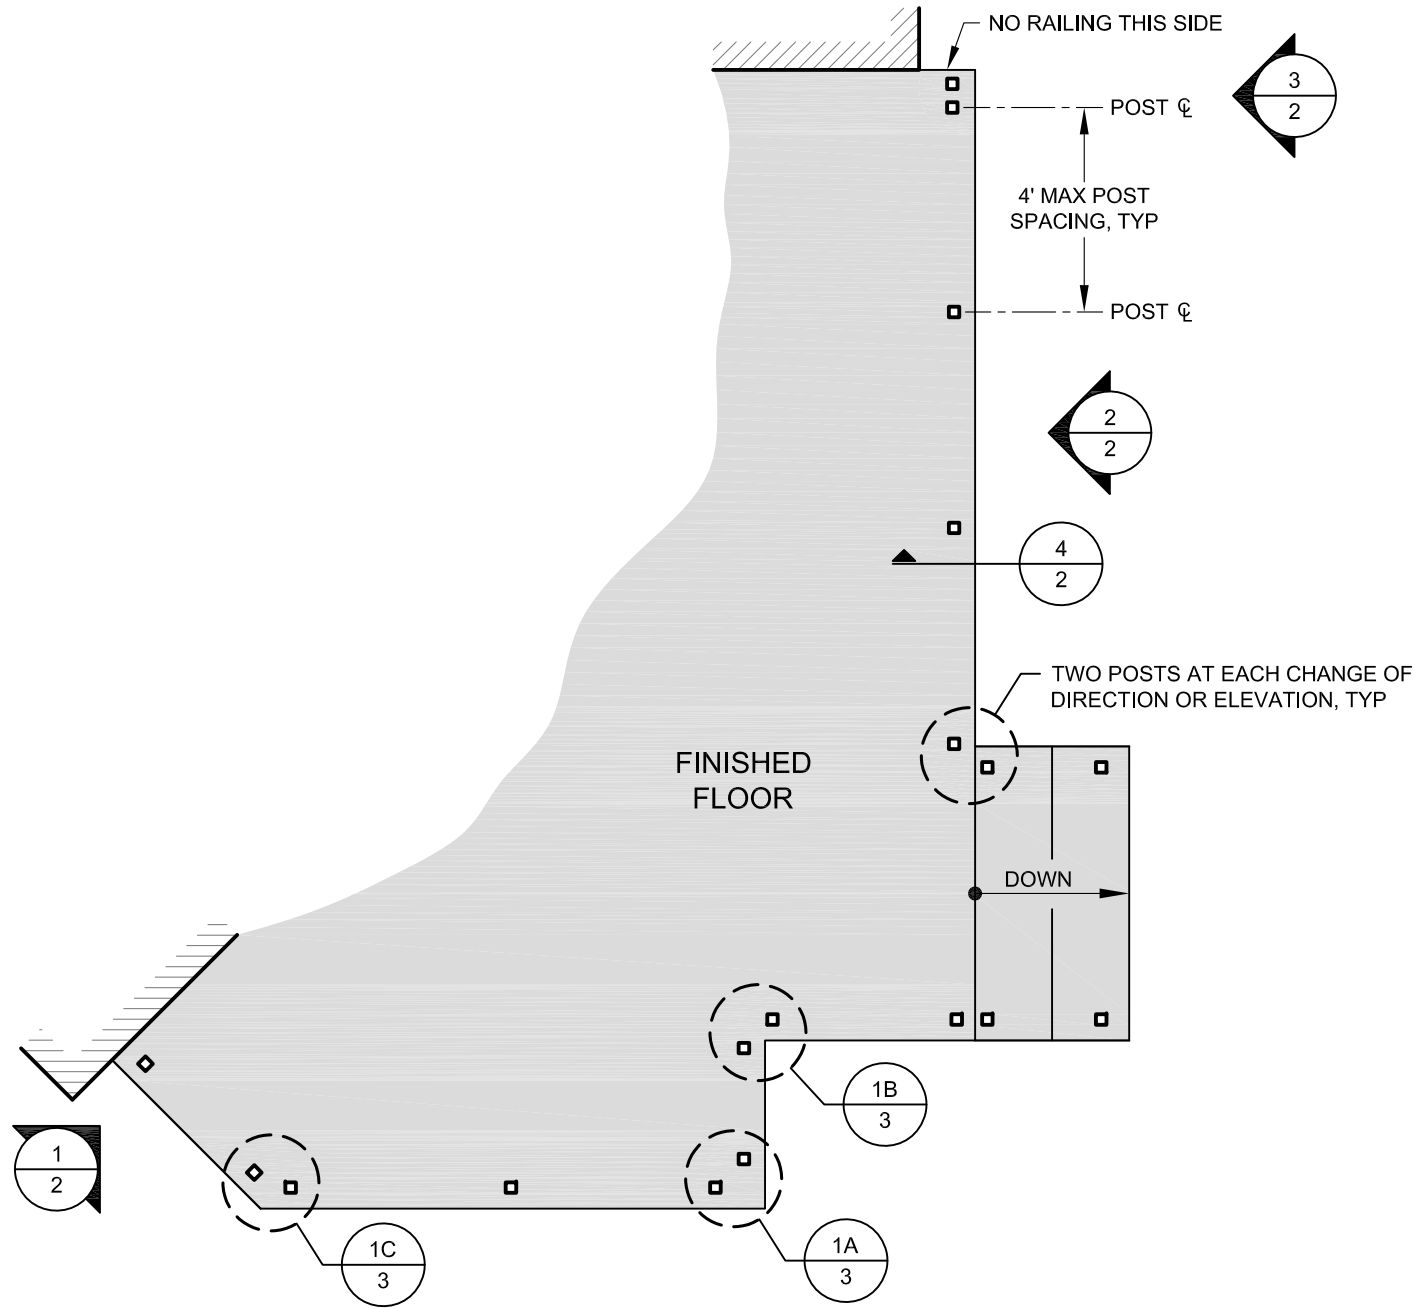 NO RAILING THIS SIDE
3
2
POST ℄
4' MAX POST
SPACING, TYP
POST ℄
2
2
4
2
TWO POSTS AT EACH CHANGE OF
DIRECTION OR ELEVATION, TYP
FINISHED
FLOOR
DOWN
1B
3
1
2
1C
3
1A
3